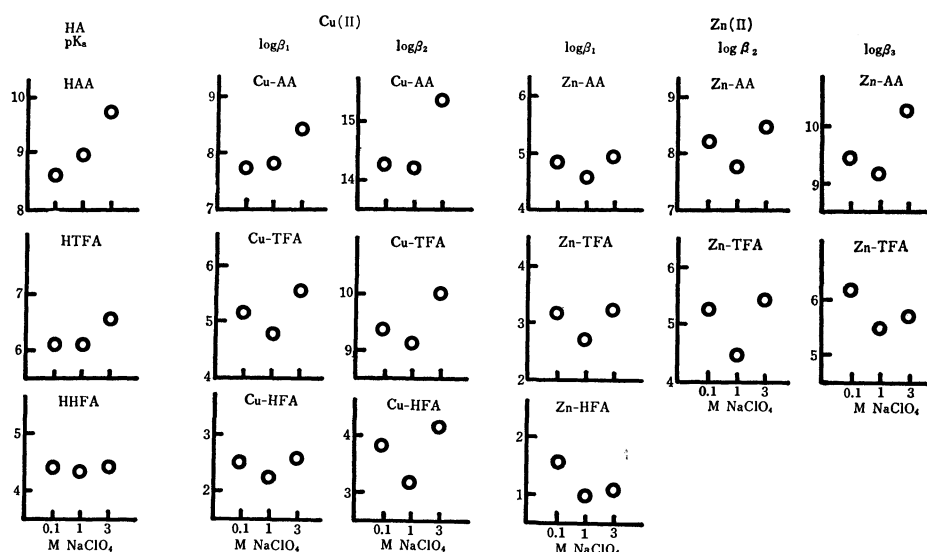 HA
pKa
Cu(II)
Zn(II)
logβ₁
logβ₂
logβ₁
log β₂
logβ₃
HAA
10
9
8
Cu-AA
9
8
7
Cu-AA
15
14
Zn-AA
6
5
4
Zn-AA
9
8
7
Zn-AA
10
9
HTFA
7
6
Cu-TFA
6
5
4
Cu-TFA
10
9
Zn-TFA
4
3
2
Zn-TFA
6
5
4
0.1 1 3
M NaClO₄
Zn-TFA
6
5
0.1 1 3
M NaClO₄
HHFA
5
4
0.1 1 3
M NaClO₄
Cu-HFA
3
2
0.1 1 3
M NaClO₄
Cu-HFA
4
3
0.1 1 3
M NaClO₄
Zn-HFA
2
1
0.1 1 3
M NaClO₄